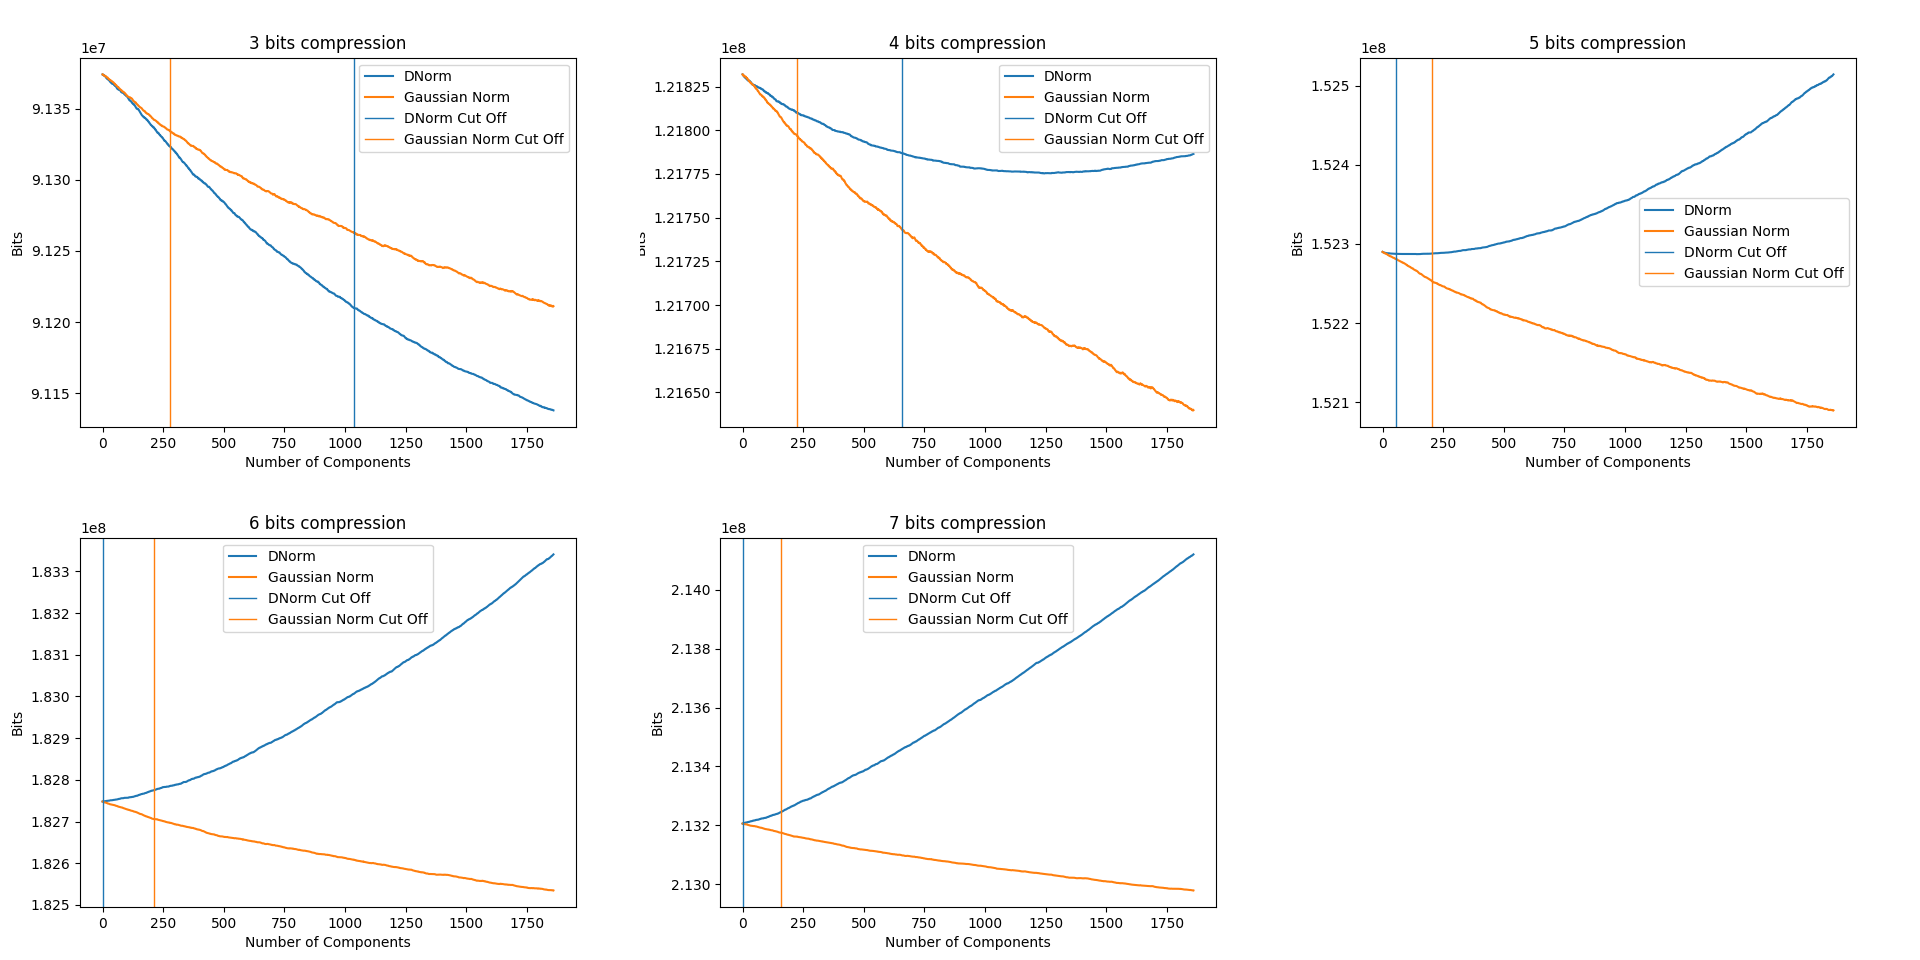 3 bits compression
1e7
DNorm
Gaussian Norm
DNorm Cut Off
Gaussian Norm Cut Off
9.135
9.130
9.125
9.120
9.115
Bits
0 250 500 750 1000 1250 1500 1750
Number of Components
4 bits compression
1e8
DNorm
Gaussian Norm
DNorm Cut Off
Gaussian Norm Cut Off
1.21825
1.21800
1.21775
1.21750
1.21725
1.21700
1.21675
1.21650
Bits
0 250 500 750 1000 1250 1500 1750
Number of Components
5 bits compression
1e8
1.525
1.524
1.523
1.522
1.521
Bits
DNorm
Gaussian Norm
DNorm Cut Off
Gaussian Norm Cut Off
0 250 500 750 1000 1250 1500 1750
Number of Components
6 bits compression
1e8
DNorm
Gaussian Norm
DNorm Cut Off
Gaussian Norm Cut Off
1.833
1.832
1.831
1.830
1.829
1.828
1.827
1.826
1.825
Bits
0 250 500 750 1000 1250 1500 1750
Number of Components
7 bits compression
1e8
DNorm
Gaussian Norm
DNorm Cut Off
Gaussian Norm Cut Off
2.140
2.138
2.136
2.134
2.132
2.130
Bits
0 250 500 750 1000 1250 1500 1750
Number of Components